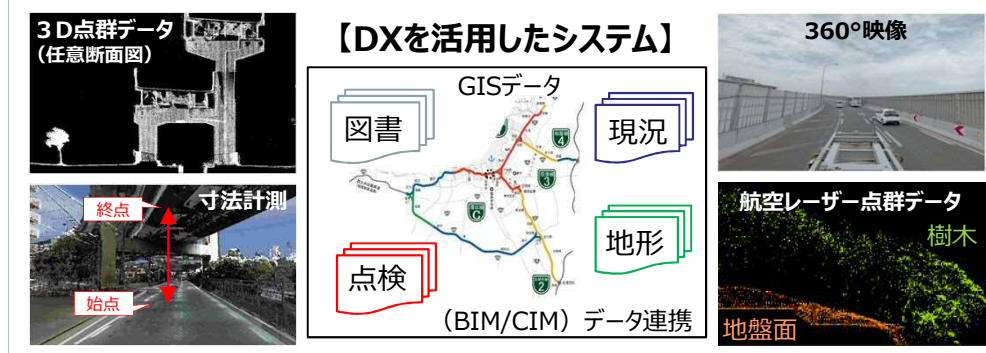 ３D点群データ
（任意断面図）
【DXを活用したシステム】
360°映像
GISデータ
図書
現況
4
3
C
2
寸法計測
終点
始点
点検
地形
（BIM/CIM）データ連携
航空レーザー点群データ
樹木
地盤面